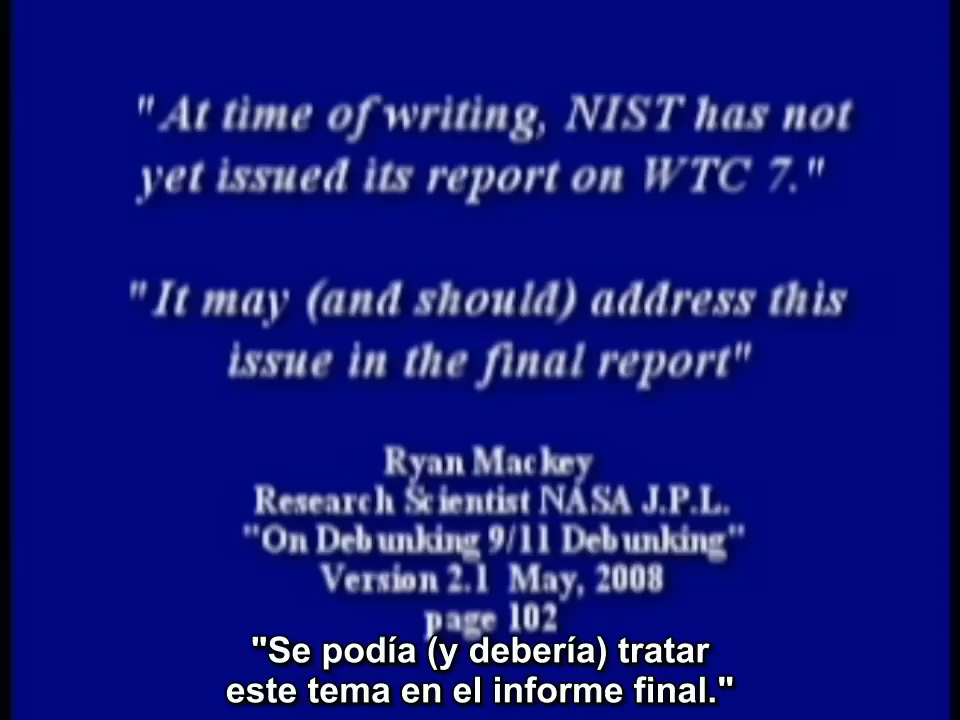 "At time of writing, NIST has not
yet issued its report on WTC 7."
"It may (and should) address this
issue in the final report"
Ryan Mackey
Research Scientist NASA J.P.L.
"On Debunking 9/11 Debunking"
Version 2.1 May, 2008
page 102
"Se podía (y debería) tratar
este tema en el informe final."